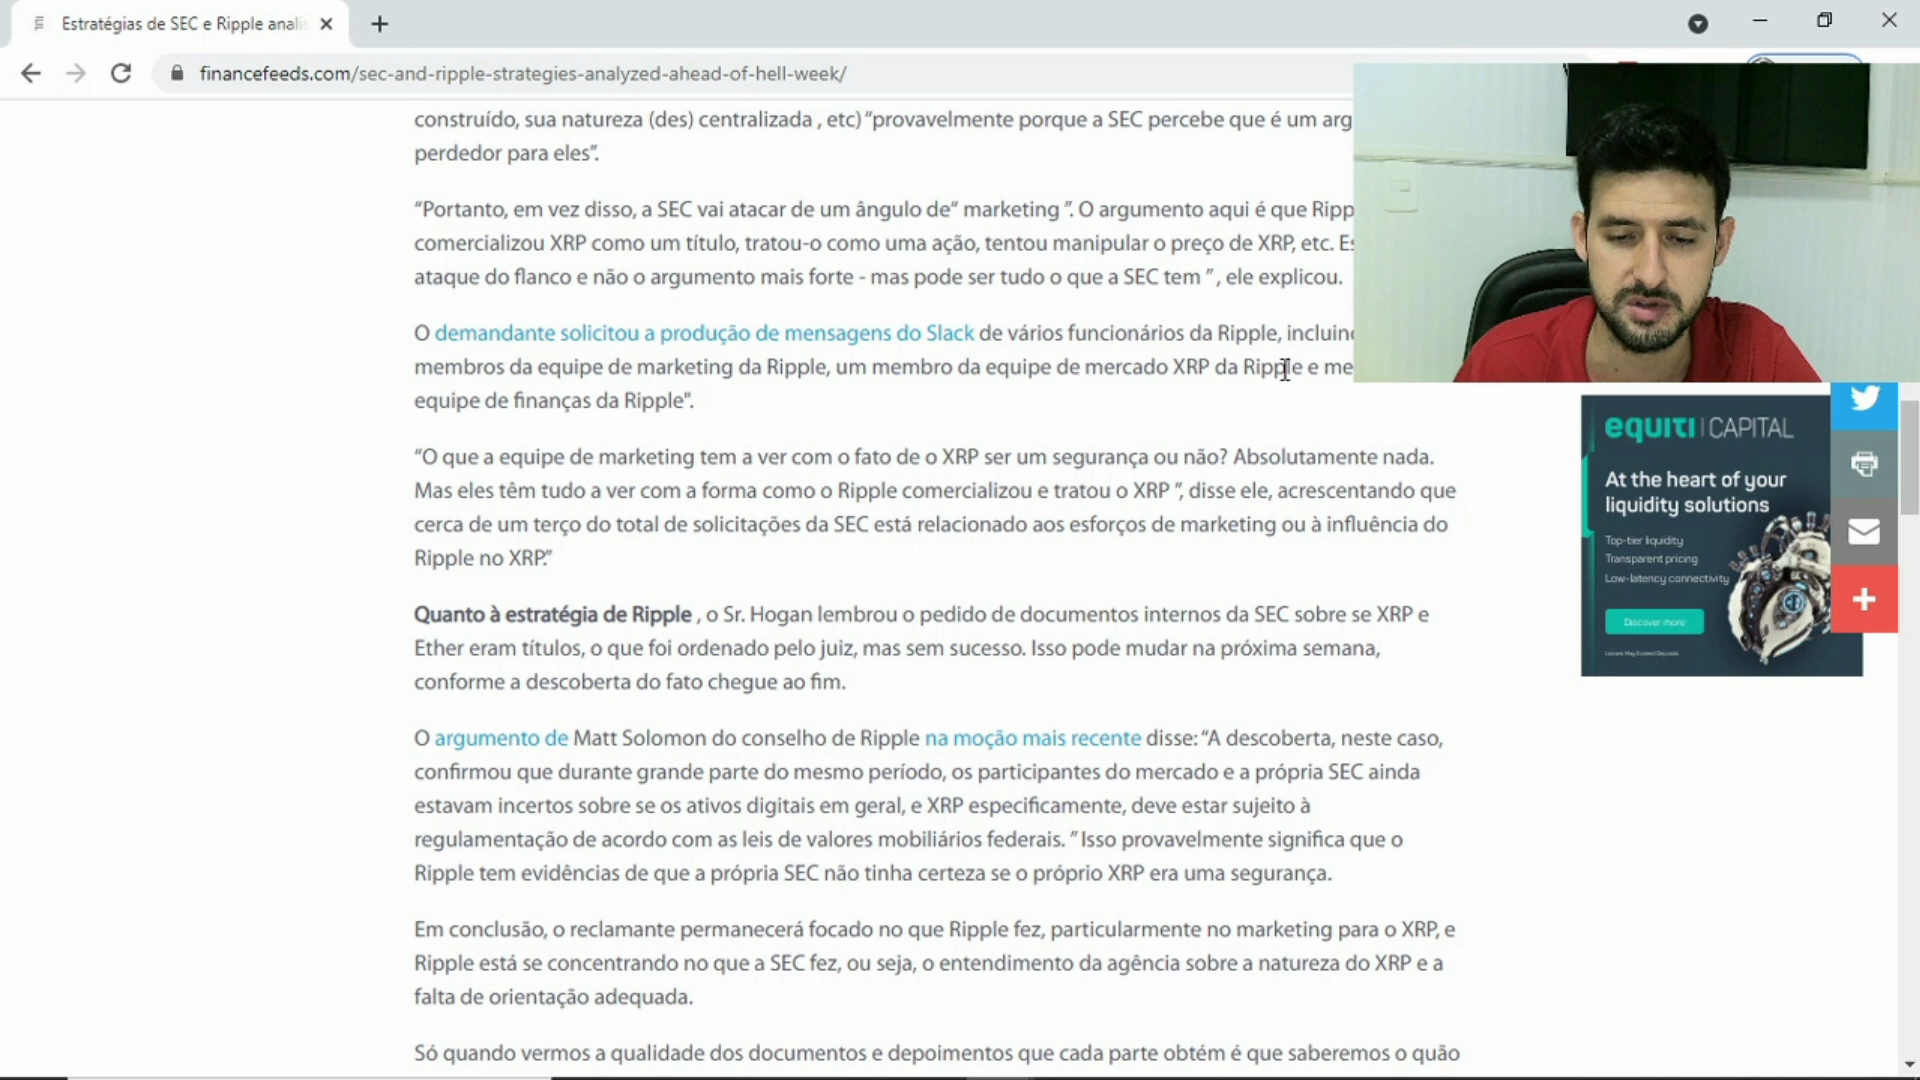 Estratégias de SEC e Ripple anali
financefeeds.com/sec-and-ripple-strategies-analyzed-ahead-of-hell-week/
construído, sua natureza (des) centralizada , etc) “provavelmente porque a SEC percebe que é um arg
perdedor para eles”.
“Portanto, em vez disso, a SEC vai atacar de um ângulo de“ marketing ”. O argumento aqui é que Ripp
comercializou XRP como um título, tratou-o como uma ação, tentou manipular o preço de XRP, etc. Es
ataque do flanco e não o argumento mais forte - mas pode ser tudo o que a SEC tem ” , ele explicou.
O demandante solicitou a produção de mensagens do Slack de vários funcionários da Ripple, incluind
membros da equipe de marketing da Ripple, um membro da equipe de mercado XRP da Ripple e me
equipe de finanças da Ripple".
“O que a equipe de marketing tem a ver com o fato de o XRP ser um segurança ou não? Absolutamente nada.
Mas eles têm tudo a ver com a forma como o Ripple comercializou e tratou o XRP ”, disse ele, acrescentando que
cerca de um terço do total de solicitações da SEC está relacionado aos esforços de marketing ou à influência do
Ripple no XRP.”
Quanto à estratégia de Ripple , o Sr. Hogan lembrou o pedido de documentos internos da SEC sobre se XRP e
Ether eram títulos, o que foi ordenado pelo juiz, mas sem sucesso. Isso pode mudar na próxima semana,
conforme a descoberta do fato chegue ao fim.
O argumento de Matt Solomon do conselho de Ripple na moção mais recente disse: “A descoberta, neste caso,
confirmou que durante grande parte do mesmo período, os participantes do mercado e a própria SEC ainda
estavam incertos sobre se os ativos digitais em geral, e XRP especificamente, deve estar sujeito à
regulamentação de acordo com as leis de valores mobiliários federais. ” Isso provavelmente significa que o
Ripple tem evidências de que a própria SEC não tinha certeza se o próprio XRP era uma segurança.
Em conclusão, o reclamante permanecerá focado no que Ripple fez, particularmente no marketing para o XRP, e
Ripple está se concentrando no que a SEC fez, ou seja, o entendimento da agência sobre a natureza do XRP e a
falta de orientação adequada.
Só quando vermos a qualidade dos documentos e depoimentos que cada parte obtém é que saberemos o quão
equiti | CAPITAL
At the heart of your
liquidity solutions
Top-tier liquidity
Transparent pricing
Low-latency connectivity
Discover more
Losses May Exceed Deposits